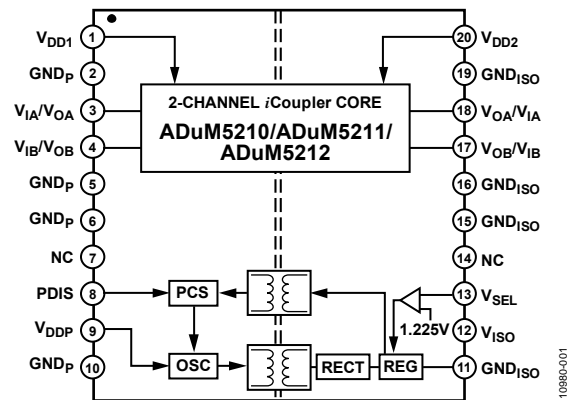 1
VDD1
20
VDD2
2
GNDP
19
GNDISO
2-CHANNEL iCoupler CORE
ADuM5210/ADuM5211/
ADuM5212
3
VIA/VOA
18
VOA/VIA
4
VIB/VOB
17
VOB/VIB
5
GNDP
16
GNDISO
6
GNDP
15
GNDISO
7
NC
14
NC
8
PDIS
PCS
13
VSEL
1.225V
9
VDDP
12
VISO
10
GNDP
OSC
RECT
REG
11
GNDISO
10980-001